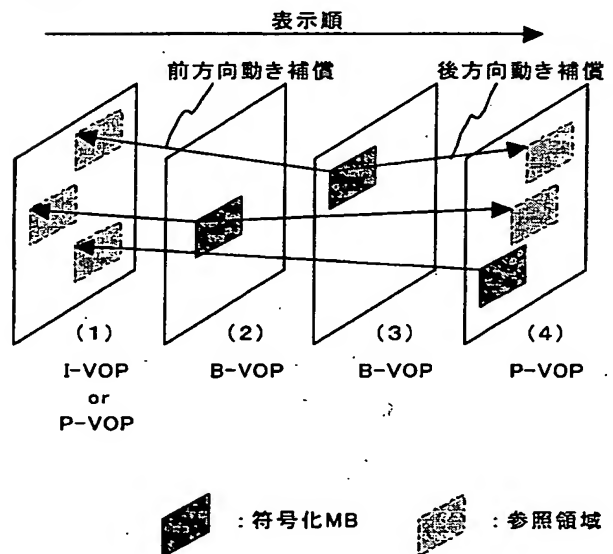 表示順
前方向動き補償
後方向動き補償
(1)
(2)
(3)
(4)
I-VOP
or
P-VOP
B-VOP
B-VOP
P-VOP
:符号化MB
:参照領域